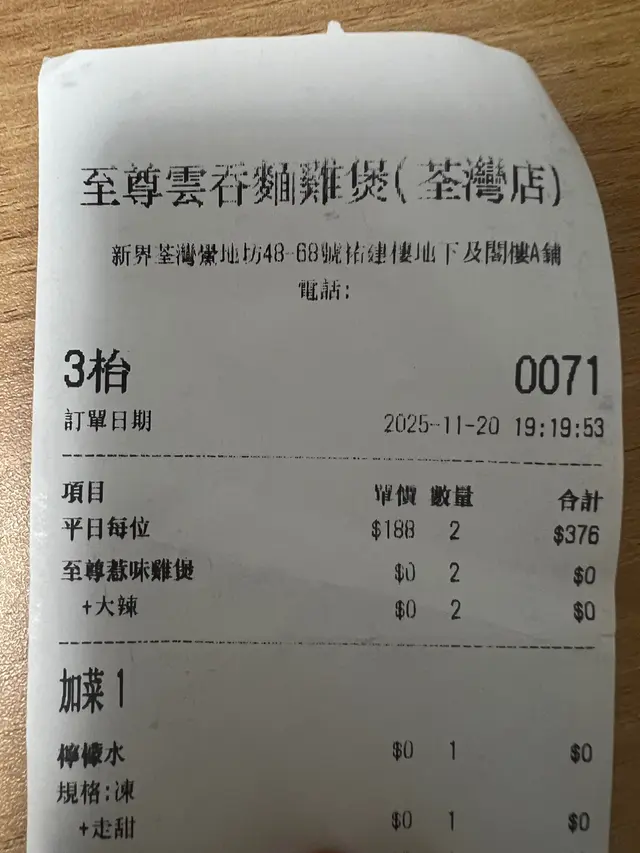 至尊雲吞麵雞煲(荃灣店)
新界荃灣衆地坊48-68號祐建樓地下及閣樓A鋪
電話:
3枱 0071
訂單日期 2025-11-20 19:19:53
項目 單價 數量 合計
平日每位 $188 2 $376
至尊惹味雞煲 $0 2 $0
+大辣 $0 2 $0
加菜 1
檸檬水 $0 1 $0
規格:凍
+走甜 $0 1 $0